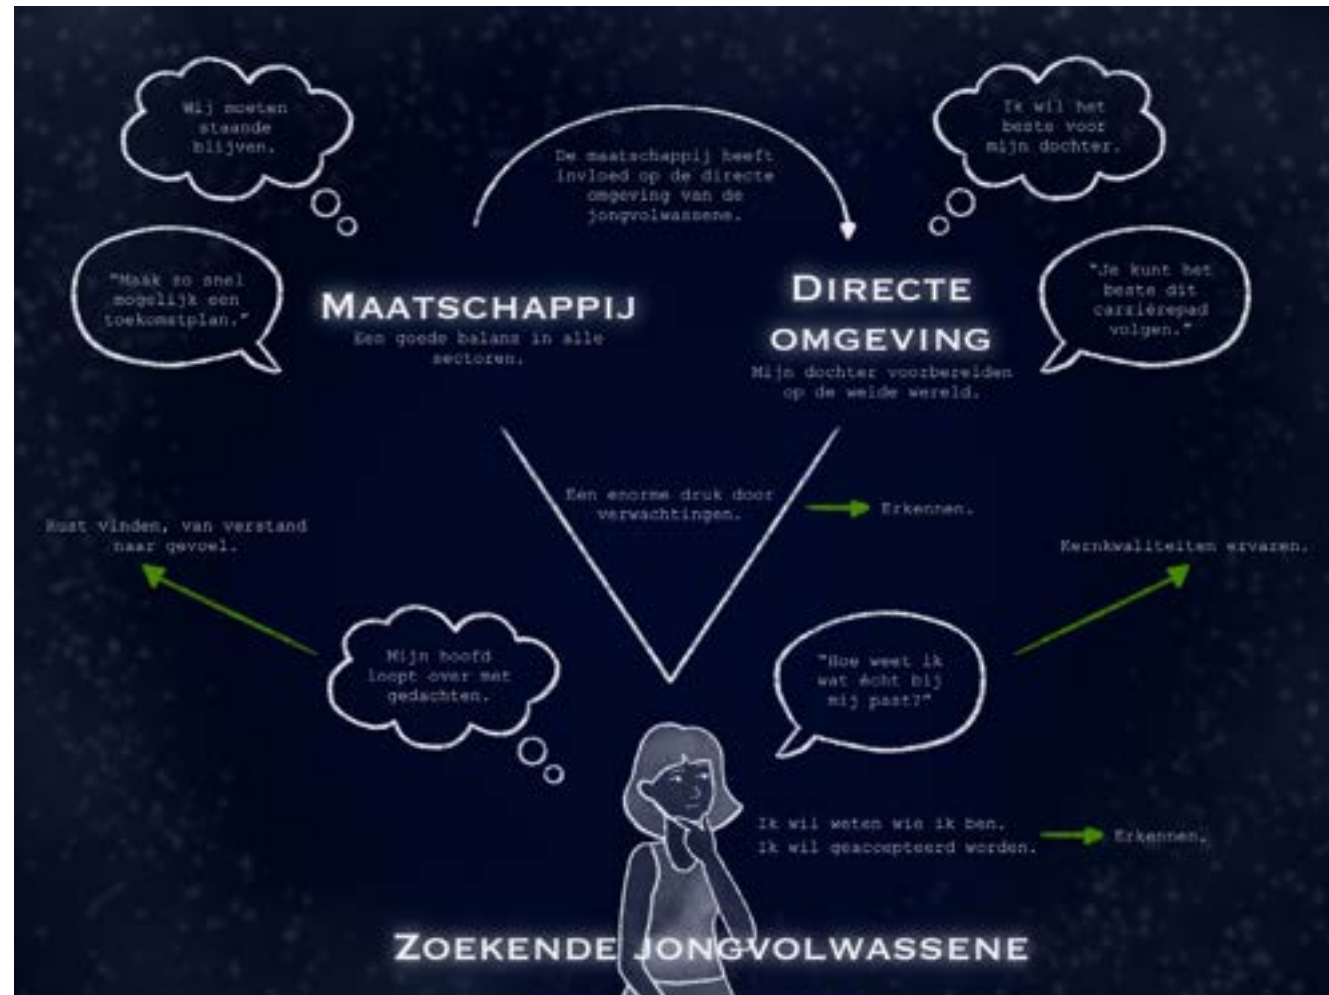 Wij moeten
staande
blijven.
De maatschappij heeft
invloed op de directe
omgeving van de
jongvolwassene.
Ik wil het
beste voor
mijn dochter.
"Maak zo snel
mogelijk een
toekomstplan."
MAATSCHAPPIJ
Een goede balans in alle
sectoren.
DIRECTE
OMGEVING
Mijn dochter voorbereiden
op de weide wereld.
"Je kunt het
beste dit
carrièrepad
volgen."
Een enorme druk door
verwachtingen.
Erkennen.
Rust vinden, van verstand
naar gevoel.
Kernkwaliteiten ervaren.
Mijn hoofd
loopt over met
gedachten.
"Hoe weet ik
wat écht bij
mij past?"
Ik wil weten wie ik ben.
Ik wil geaccepteerd worden.
Erkennen.
ZOEKENDE JONGVOLWASSENE